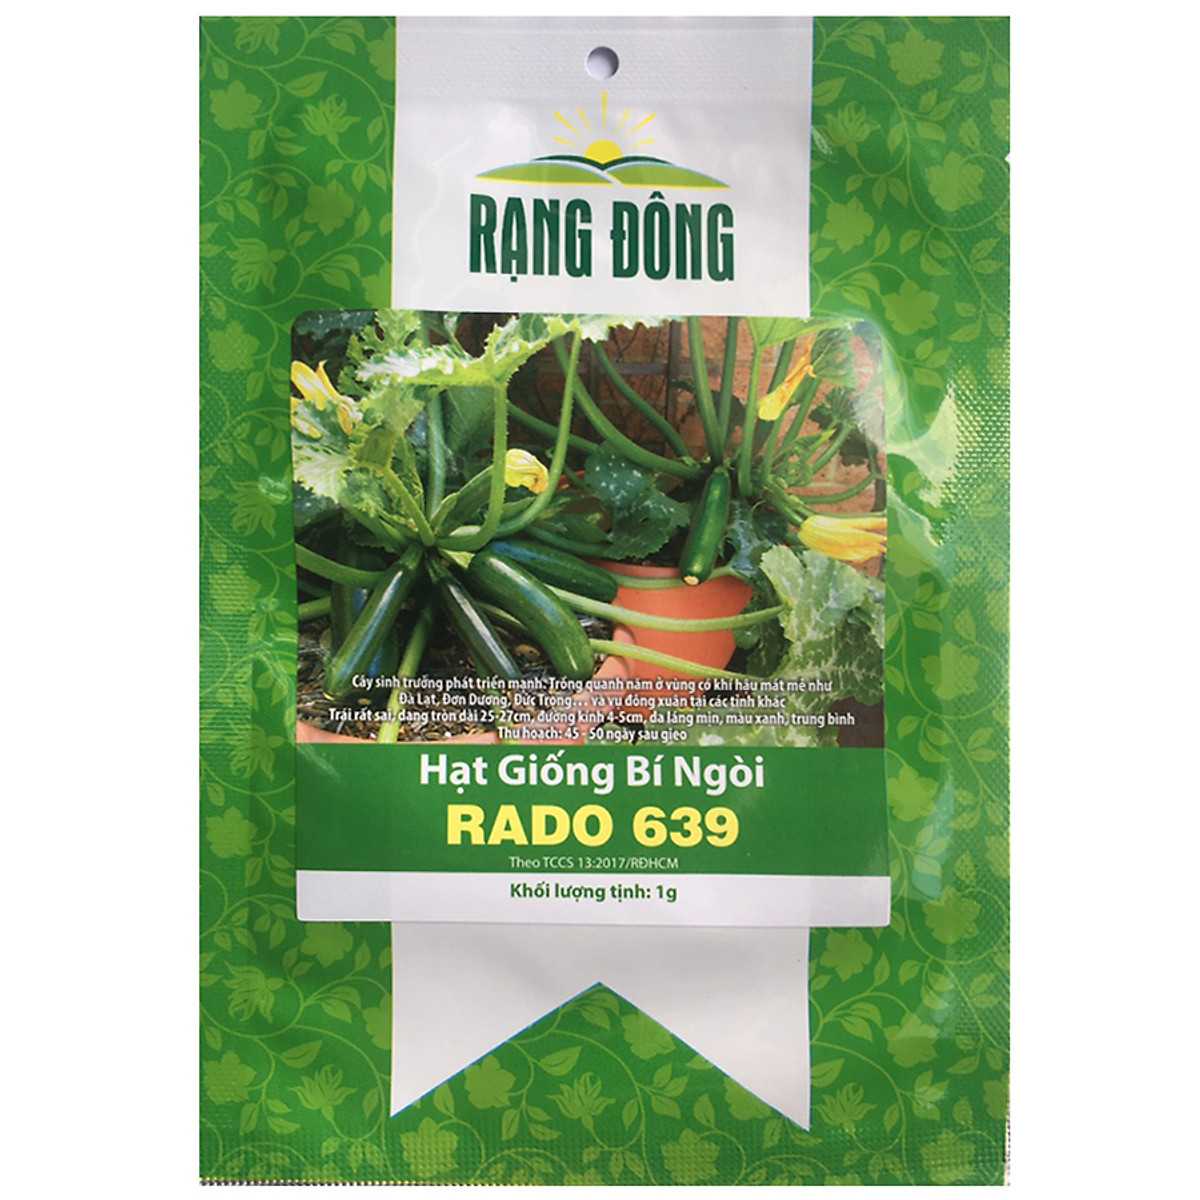 RẠNG ĐÔNG
Cây sinh trưởng phát triển mạnh. Trồng quanh năm ở vùng có khí hậu mát mẻ như
Đà Lạt, Đơn Dương, Đức Trọng... và vụ đông xuân tại các tỉnh khác
Trái rất sai, dạng tròn dài 25-27cm, đường kính 4-5cm, da láng mịn, màu xanh, trung bình
Thu hoạch: 45 - 50 ngày sau gieo
Hạt Giống Bí Ngòi
RADO 639
Theo TCCS 13:2017/RĐHCM
Khối lượng tịnh: 1g